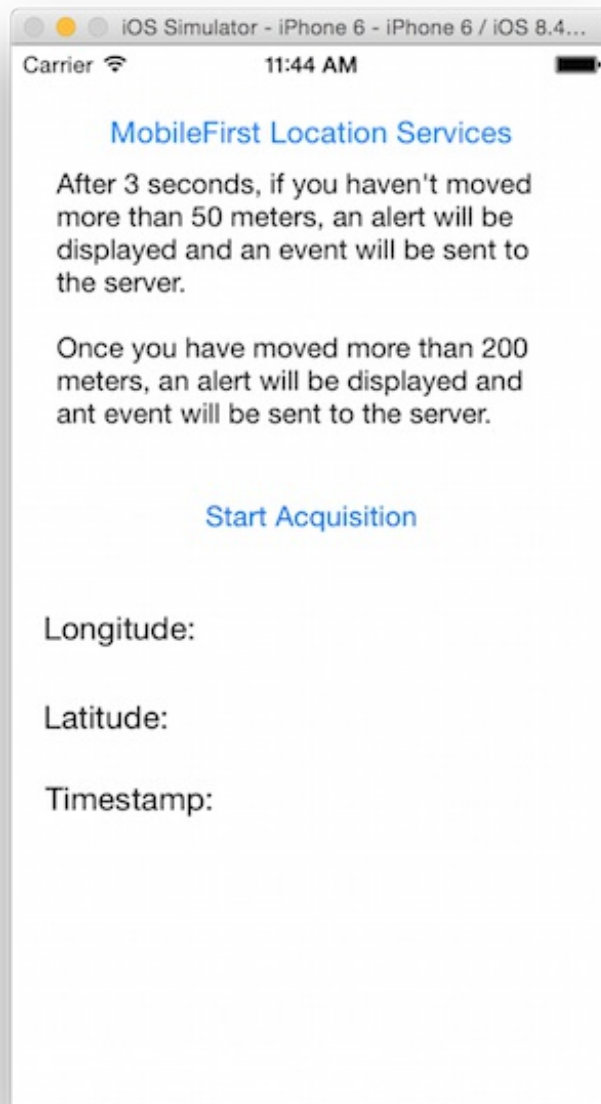 iOS Simulator - iPhone 6 - iPhone 6 / iOS 8.4...
Carrier 11:44 AM
MobileFirst Location Services
After 3 seconds, if you haven't moved
more than 50 meters, an alert will be
displayed and an event will be sent to
the server.
Once you have moved more than 200
meters, an alert will be displayed and
ant event will be sent to the server.
Start Acquisition
Longitude:
Latitude:
Timestamp: